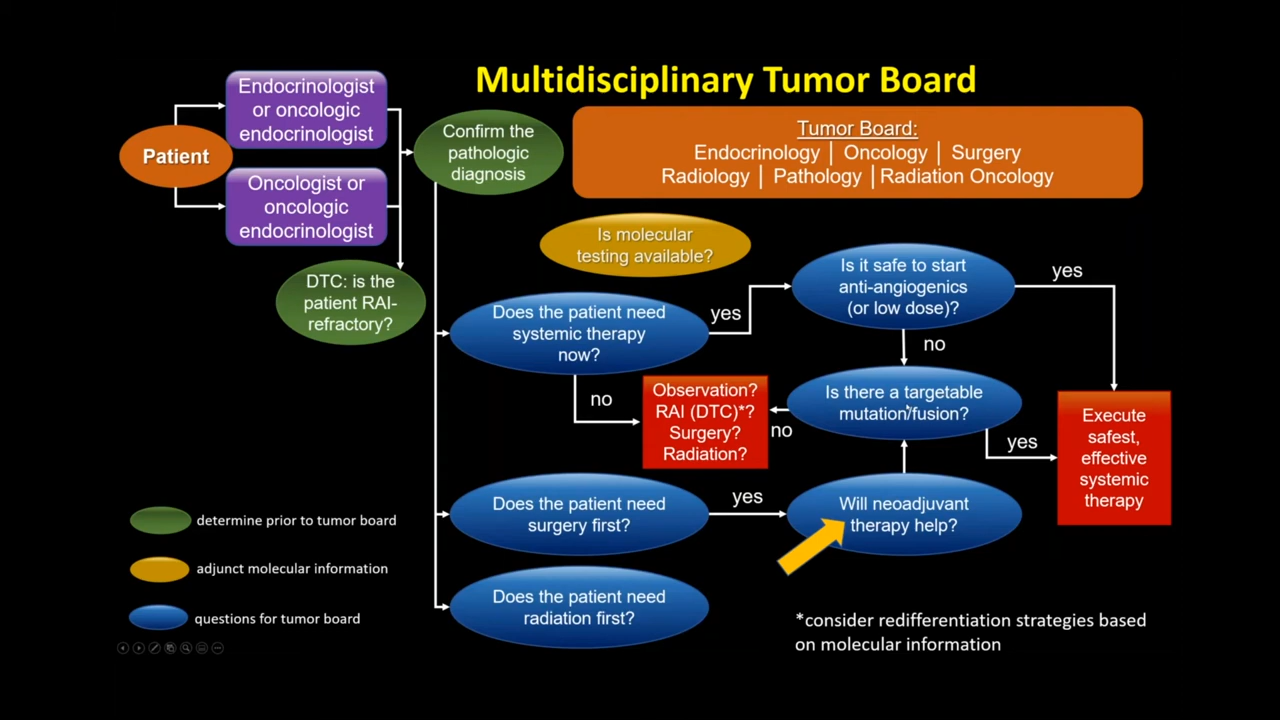 Multidisciplinary Tumor Board
Patient
Endocrinologist
or oncologic
endocrinologist
Oncologist or
oncologic
endocrinologist
Confirm the
pathologic
diagnosis
DTC: is the
patient RAI-
refractory?
Tumor Board:
Endocrinology | Oncology | Surgery
Radiology | Pathology | Radiation Oncology
Is molecular
testing available?
Does the patient need
systemic therapy
now?
yes
Is it safe to start
anti-angiogenics
(or low dose)?
yes
no
no
Observation?
RAI (DTC)*?
Surgery?
Radiation?
no
Is there a targetable
mutation/fusion?
yes
Execute
safest,
effective
systemic
therapy
Does the patient need
surgery first?
yes
Will neoadjuvant
therapy help?
Does the patient need
radiation first?
determine prior to tumor board
adjunct molecular information
questions for tumor board
*consider redifferentiation strategies based
on molecular information